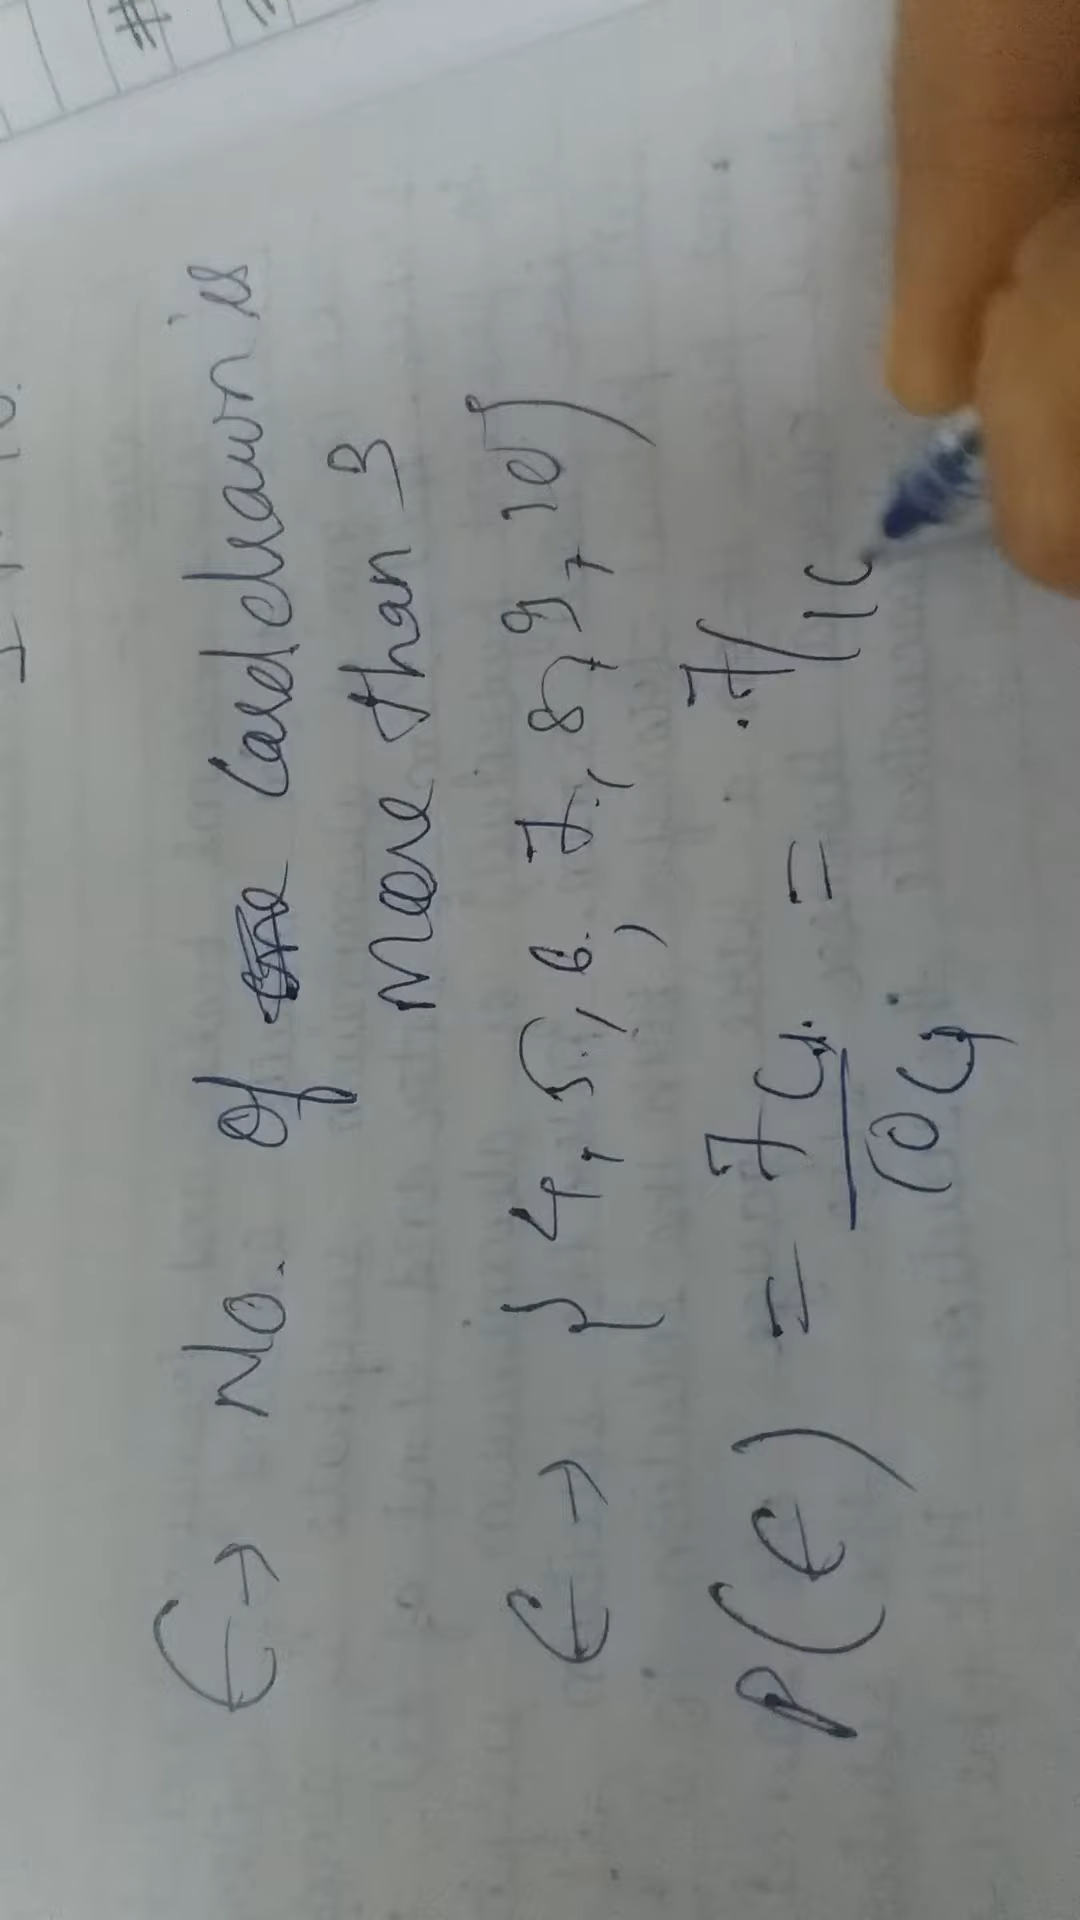 E → No. of Card drawn is
more than 3
E → { 4, 5, 6, 7, 8, 9, 10 }
P(E) = 7C₁ / 10C₁ = 7/10
#